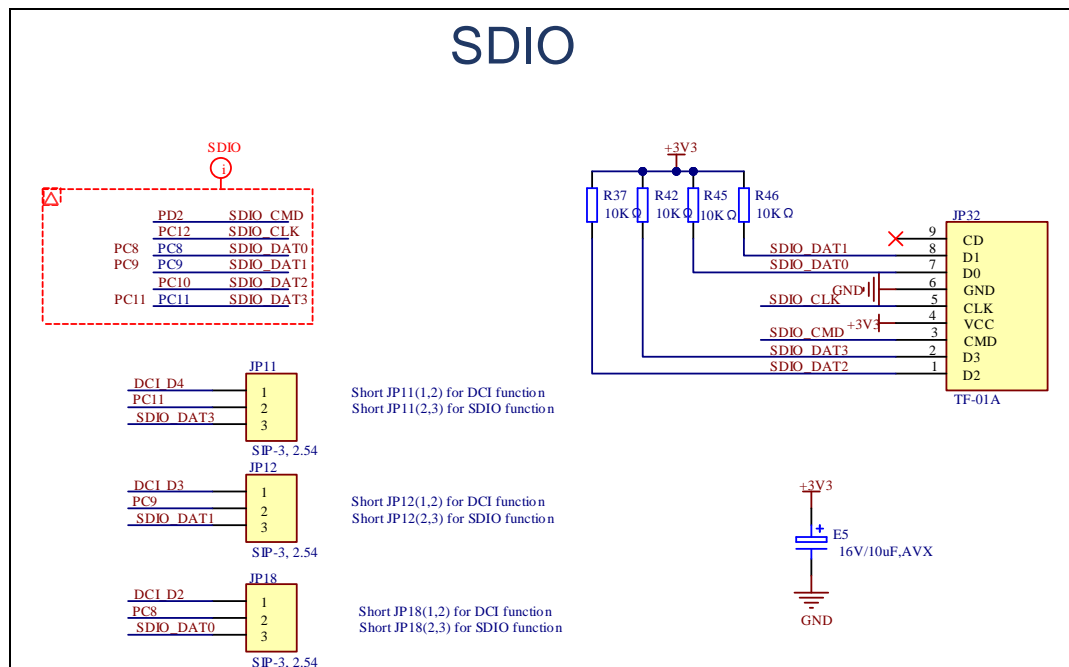 SDIO
SDIO
i
PD2 SDIO_CMD
PC12 SDIO_CLK
PC8 PC8 SDIO_DAT0
PC9 PC9 SDIO_DAT1
PC10 SDIO_DAT2
PC11 PC11 SDIO_DAT3
+3V3
R37 R42 R45 R46
10KΩ 10KΩ 10KΩ 10KΩ
JP32
9 CD
SDIO_DAT1 8 D1
SDIO_DAT0 7 D0
GND 6 GND
SDIO_CLK 5 CLK
+3V3 4 VCC
SDIO_CMD 3 CMD
SDIO_DAT3 2 D3
SDIO_DAT2 1 D2
TF-01A
JP11
DCI_D4 1
PC11 2
SDIO_DAT3 3
SIP-3, 2.54
Short JP11(1,2) for DCI function
Short JP11(2,3) for SDIO function
JP12
DCI_D3 1
PC9 2
SDIO_DAT1 3
SIP-3, 2.54
Short JP12(1,2) for DCI function
Short JP12(2,3) for SDIO function
JP18
DCI_D2 1
PC8 2
SDIO_DAT0 3
SIP-3, 2.54
Short JP18(1,2) for DCI function
Short JP18(2,3) for SDIO function
+3V3
+
E5
16V/10uF,AVX
GND